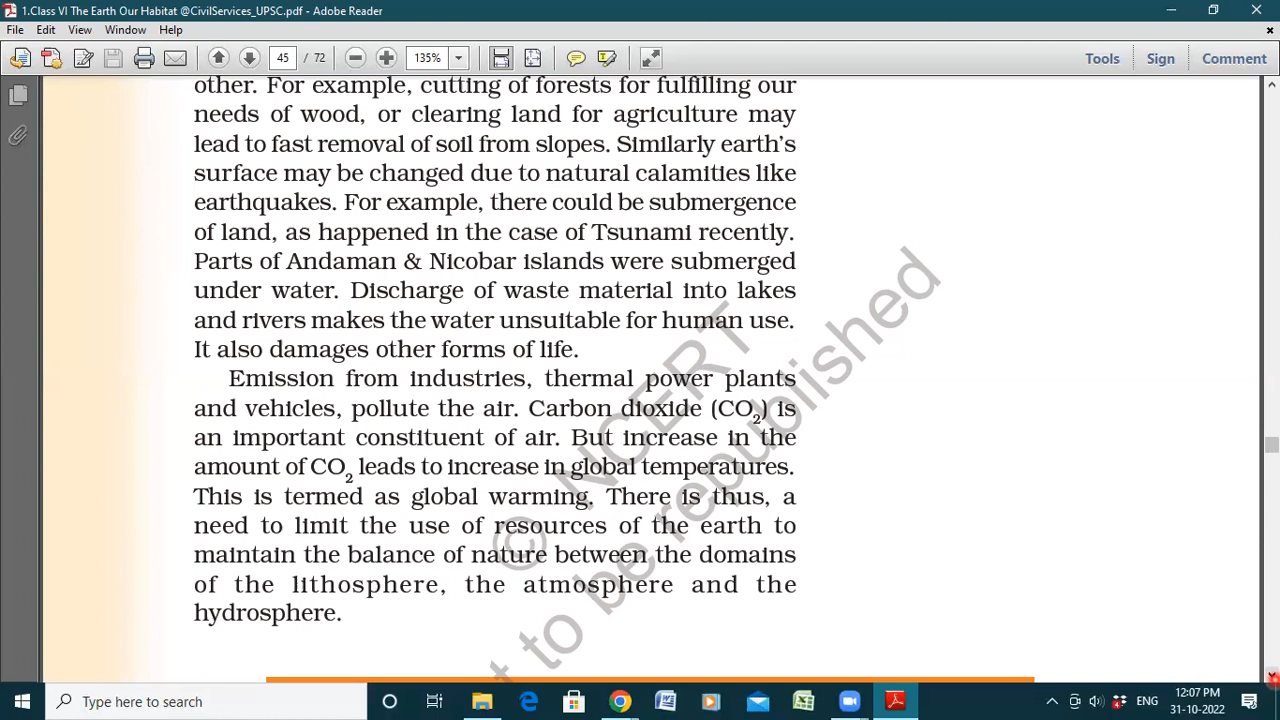 1.Class VI The Earth Our Habitat @CivilServices_UPSC.pdf - Adobe Reader
File Edit View Window Help
45 / 72 135% Tools Sign Comment
other. For example, cutting of forests for fulfilling our
needs of wood, or clearing land for agriculture may
lead to fast removal of soil from slopes. Similarly earth's
surface may be changed due to natural calamities like
earthquakes. For example, there could be submergence
of land, as happened in the case of Tsunami recently.
Parts of Andaman & Nicobar islands were submerged
under water. Discharge of waste material into lakes
and rivers makes the water unsuitable for human use.
It also damages other forms of life.
Emission from industries, thermal power plants
and vehicles, pollute the air. Carbon dioxide (CO₂) is
an important constituent of air. But increase in the
amount of CO₂ leads to increase in global temperatures.
This is termed as global warming. There is thus, a
need to limit the use of resources of the earth to
maintain the balance of nature between the domains
of the lithosphere, the atmosphere and the
hydrosphere.
© NCERT
to be republished
Type here to search
ENG
12:07 PM
31-10-2022